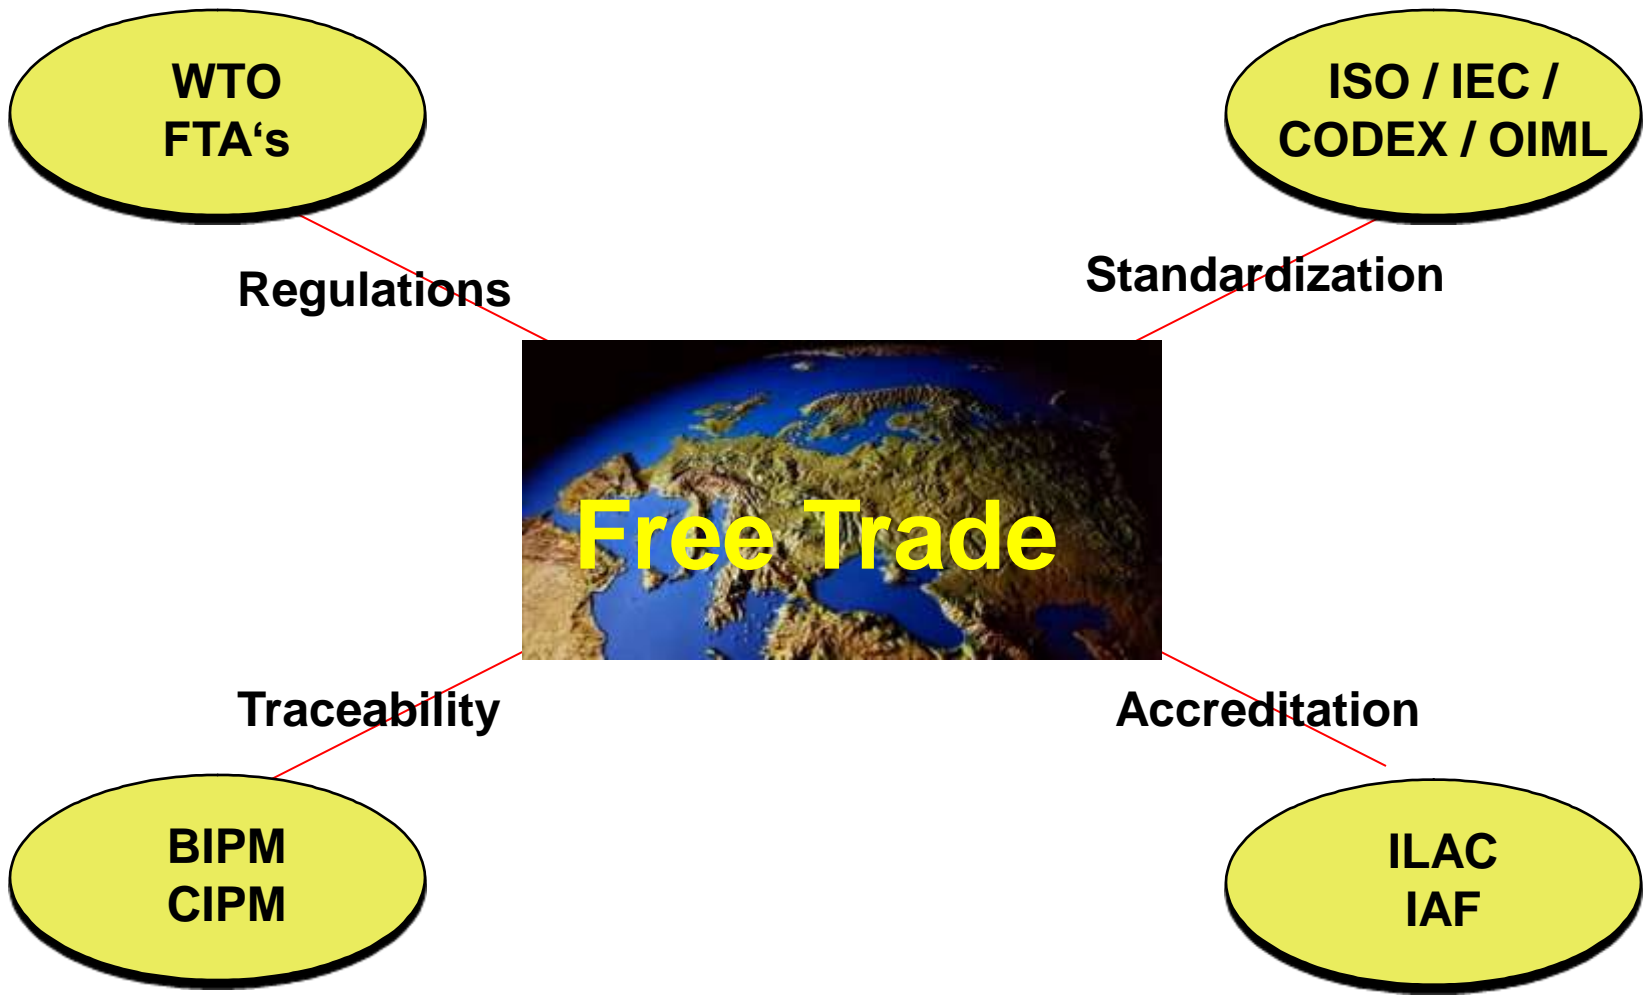 WTO
FTA‘s
ISO / IEC /
CODEX / OIML
Regulations
Standardization
Free Trade
Traceability
Accreditation
BIPM
CIPM
ILAC
IAF